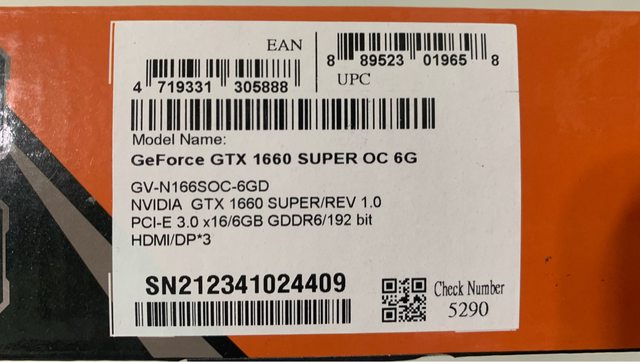 EAN
4 719331 305888
8 89523 01965 8
UPC
Model Name:
GeForce GTX 1660 SUPER OC 6G
GV-N166SOC-6GD
NVIDIA GTX 1660 SUPER/REV 1.0
PCI-E 3.0 x16/6GB GDDR6/192 bit
HDMI/DP*3
SN212341024409
Check Number
5290